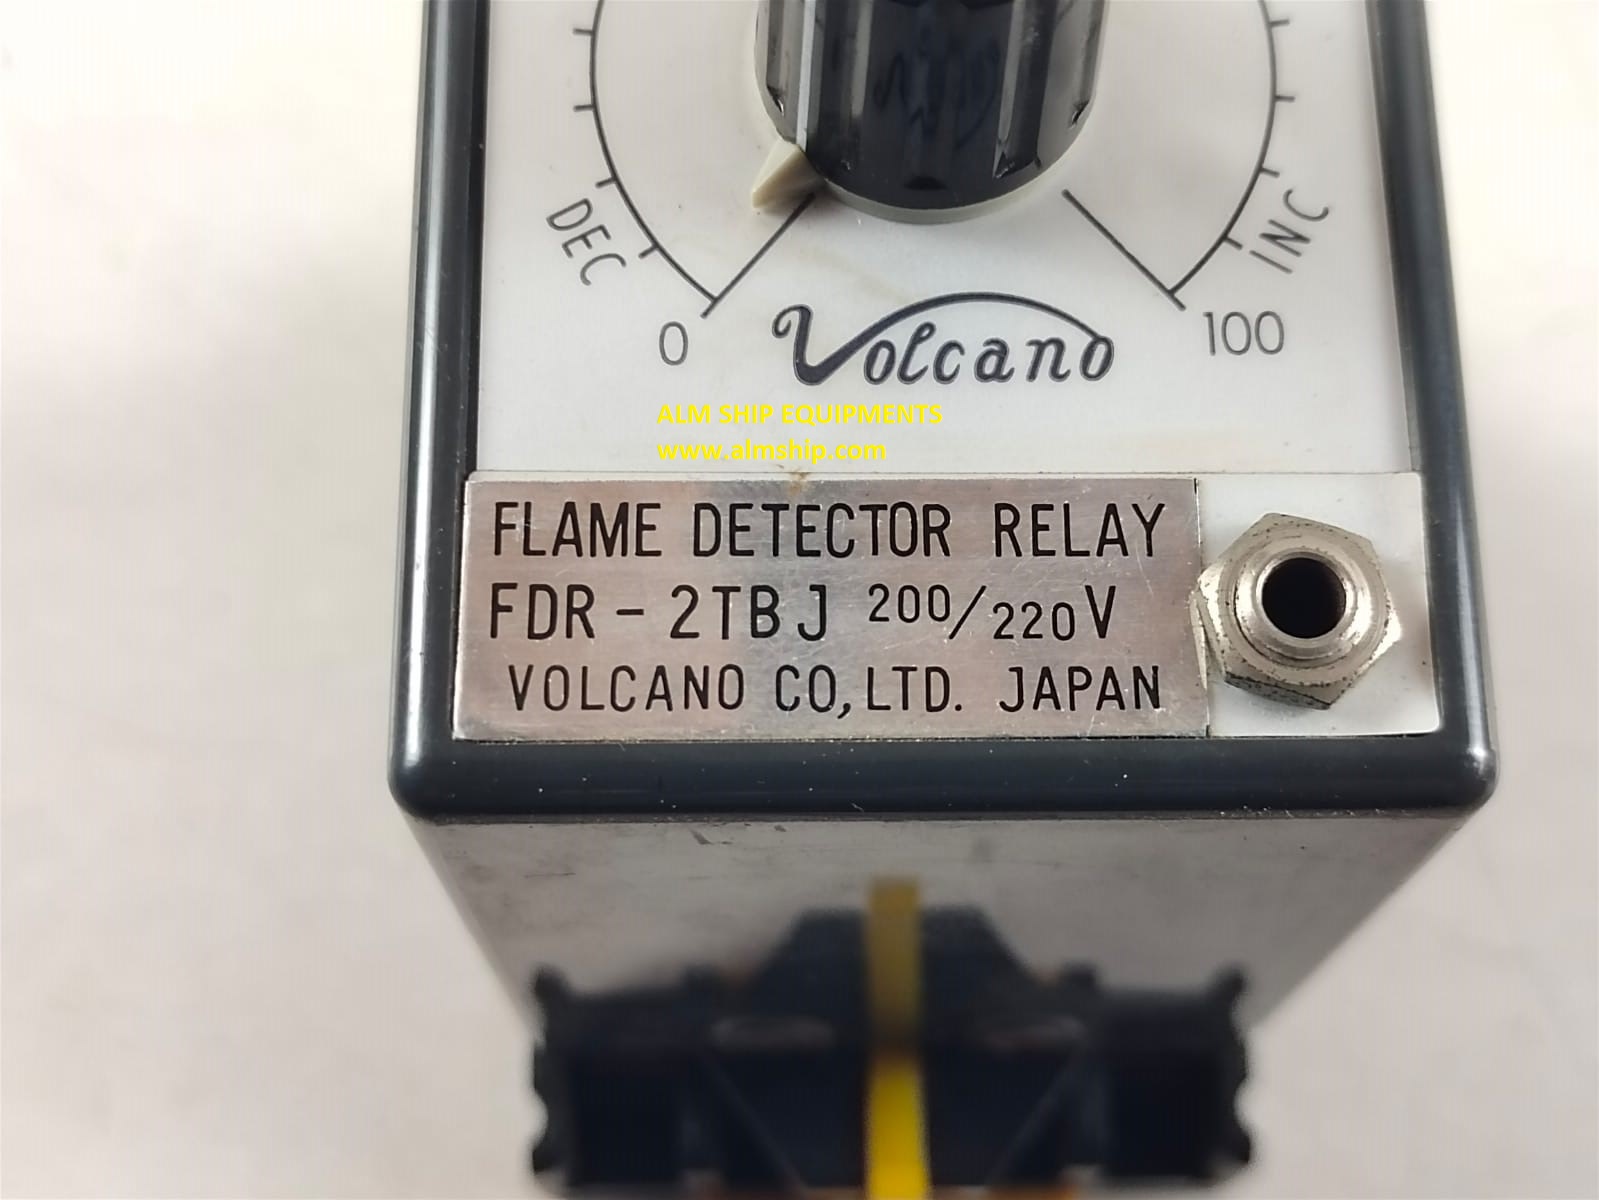 DEC
INC
0
100
Volcano
ALM SHIP EQUIPMENTS
www.almship.com
FLAME DETECTOR RELAY
FDR-2TBJ 200/220V
VOLCANO CO,LTD. JAPAN